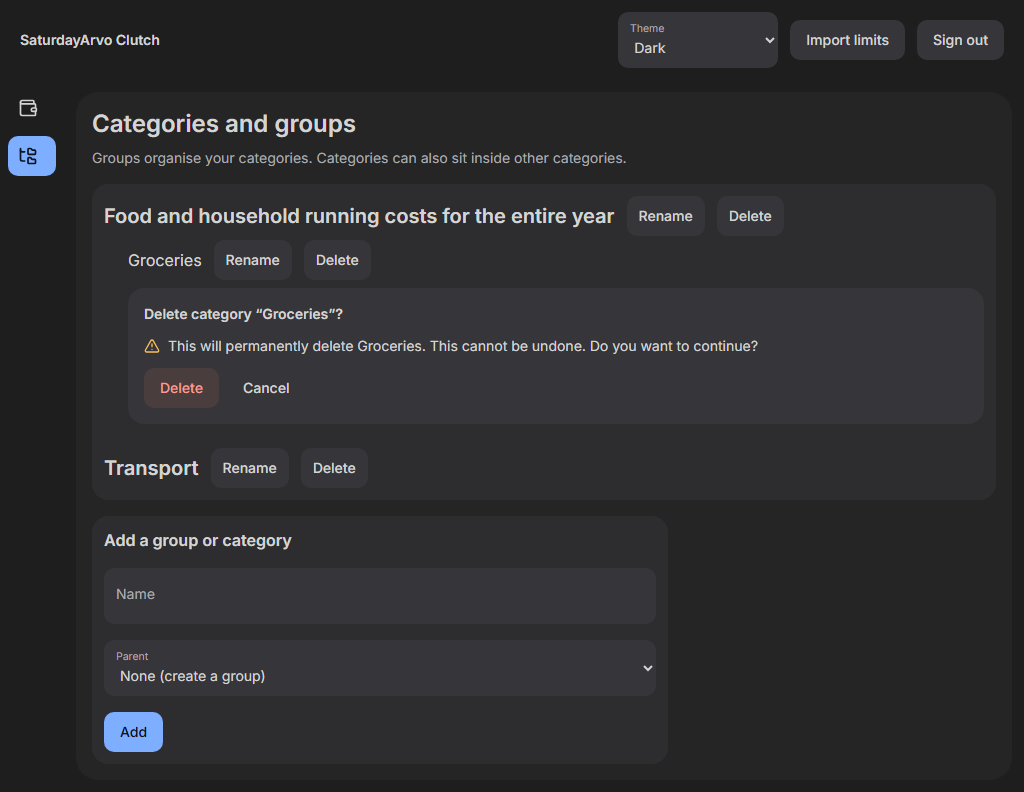 SaturdayArvo Clutch
Theme
Dark
Import limits
Sign out
Categories and groups
Groups organise your categories. Categories can also sit inside other categories.
Food and household running costs for the entire year
Rename
Delete
Groceries
Rename
Delete
Delete category “Groceries”?
This will permanently delete Groceries. This cannot be undone. Do you want to continue?
Delete
Cancel
Transport
Rename
Delete
Add a group or category
Name
Parent
None (create a group)
Add